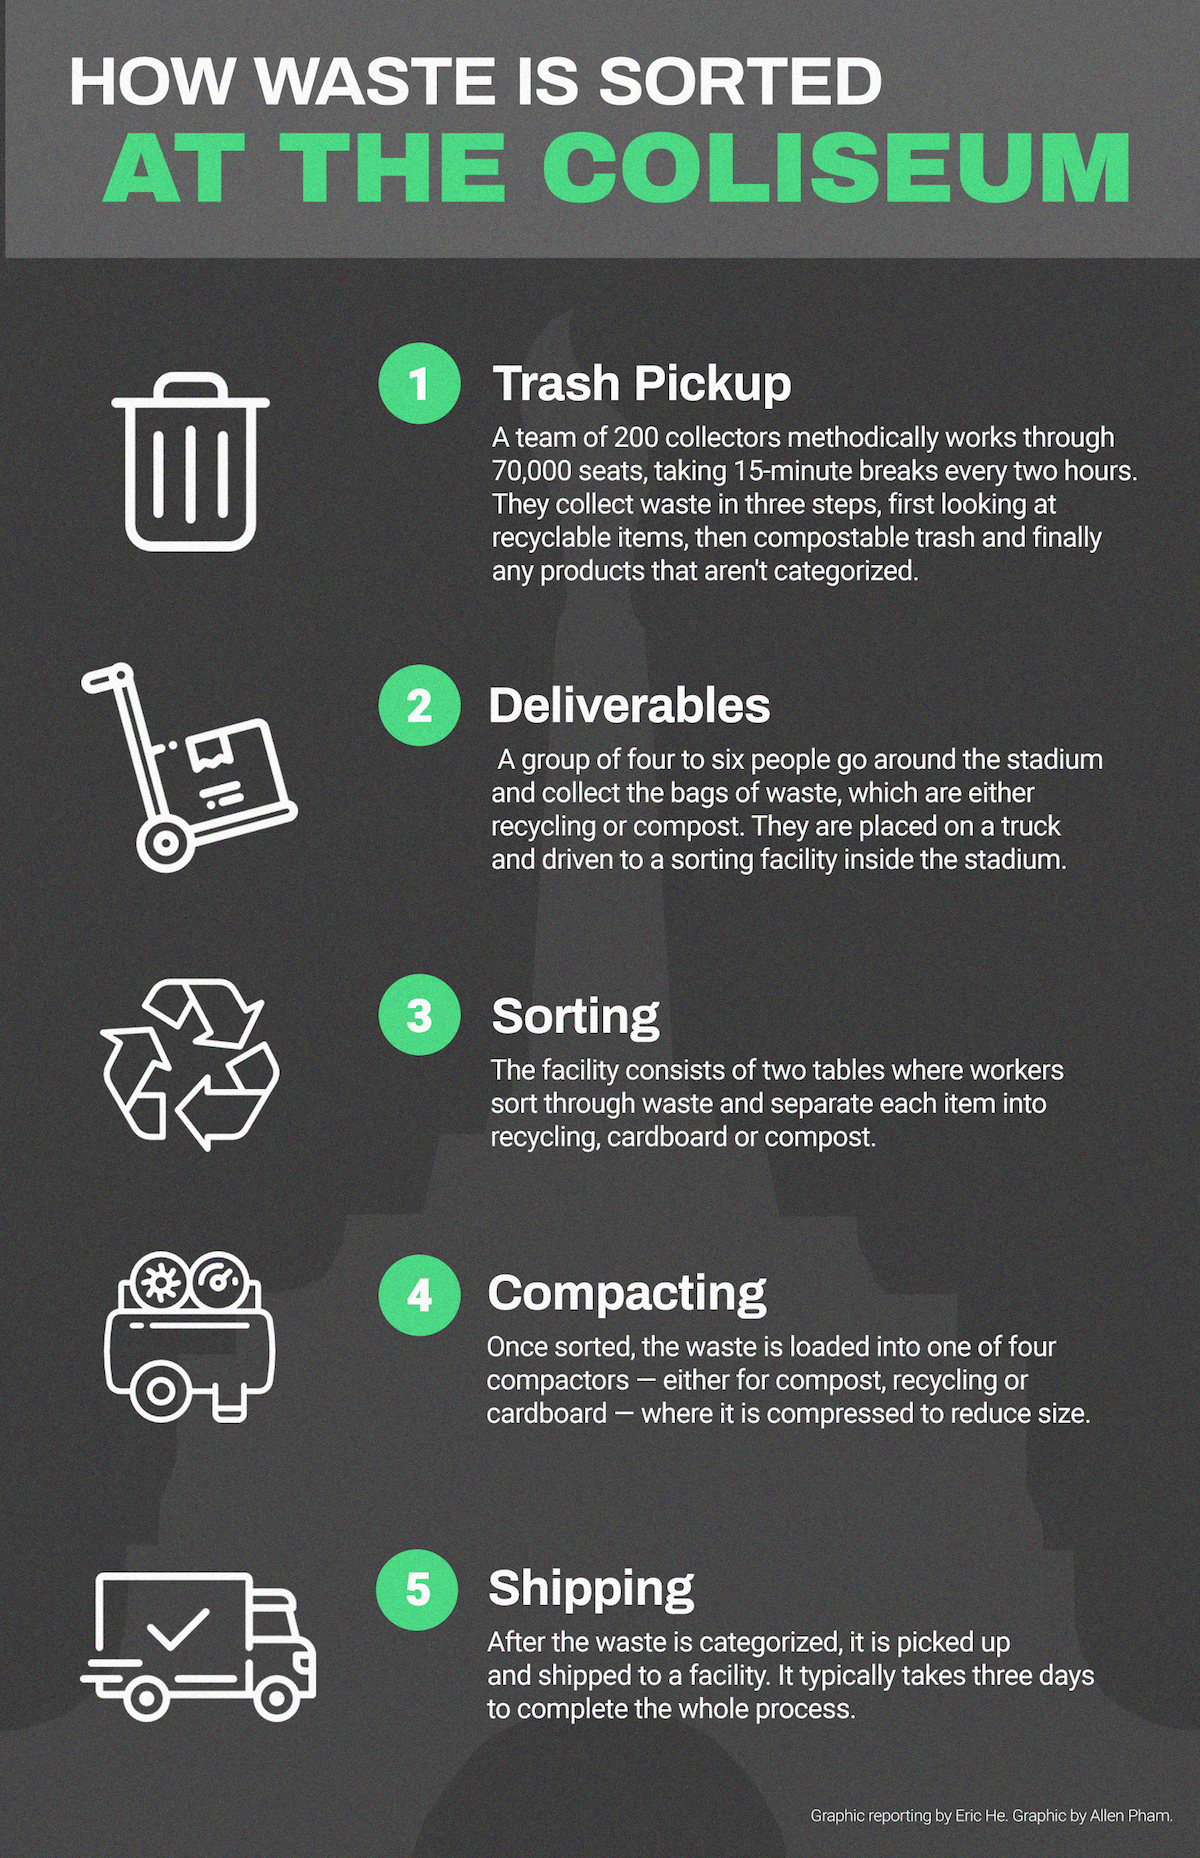 HOW WASTE IS SORTED
AT THE COLISEUM
1
Trash Pickup
A team of 200 collectors methodically works through
70,000 seats, taking 15-minute breaks every two hours.
They collect waste in three steps, first looking at
recyclable items, then compostable trash and finally
any products that aren't categorized.
2
Deliverables
A group of four to six people go around the stadium
and collect the bags of waste, which are either
recycling or compost. They are placed on a truck
and driven to a sorting facility inside the stadium.
3
Sorting
The facility consists of two tables where workers
sort through waste and separate each item into
recycling, cardboard or compost.
4
Compacting
Once sorted, the waste is loaded into one of four
compactors — either for compost, recycling or
cardboard — where it is compressed to reduce size.
5
Shipping
After the waste is categorized, it is picked up
and shipped to a facility. It typically takes three days
to complete the whole process.
Graphic reporting by Eric He. Graphic by Allen Pham.